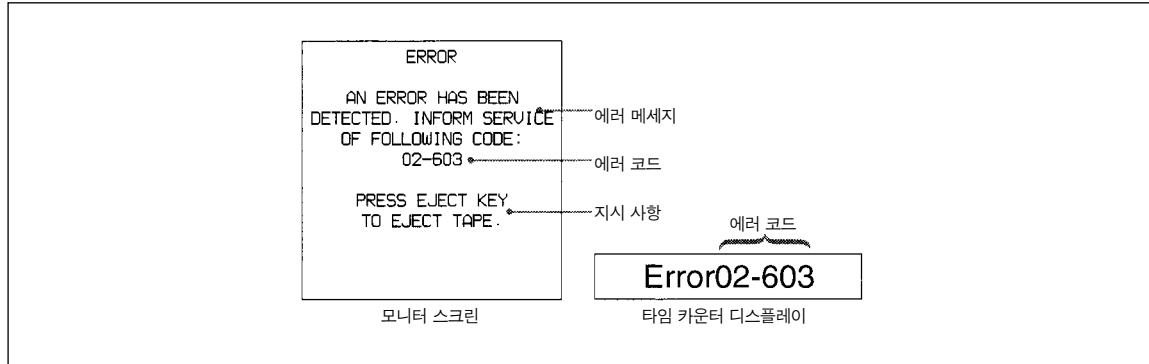 ERROR
AN ERROR HAS BEEN
DETECTED. INFORM SERVICE
OF FOLLOWING CODE:
02-603
PRESS EJECT KEY
TO EJECT TAPE.
에러 메세지
에러 코드
지시 사항
모니터 스크린
에러 코드
Error02-603
타임 카운터 디스플레이